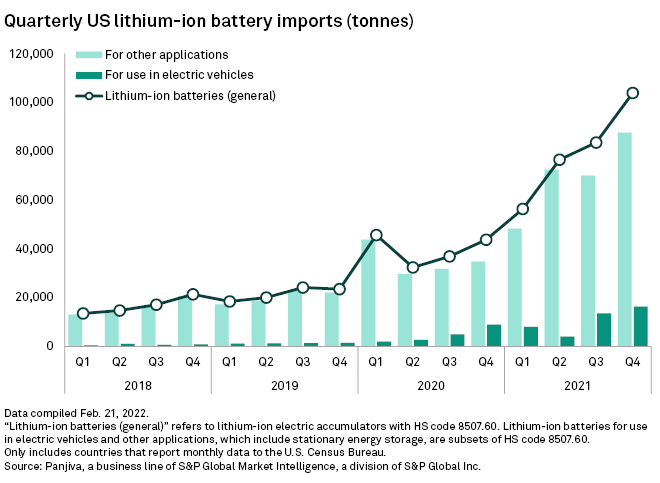 Quarterly US lithium-ion battery imports (tonnes)
120,000
100,000
80,000
60,000
40,000
20,000
0
For other applications
For use in electric vehicles
Lithium-ion batteries (general)
Q1 Q2 Q3 Q4 Q1 Q2 Q3 Q4 Q1 Q2 Q3 Q4 Q1 Q2 Q3 Q4
2018 2019 2020 2021
Data compiled Feb. 21, 2022.
“Lithium-ion batteries (general)” refers to lithium-ion electric accumulators with HS code 8507.60. Lithium-ion batteries for use
in electric vehicles and other applications, which include stationary energy storage, are subsets of HS code 8507.60.
Only includes countries that report monthly data to the U.S. Census Bureau.
Source: Panjiva, a business line of S&P Global Market Intelligence, a division of S&P Global Inc.